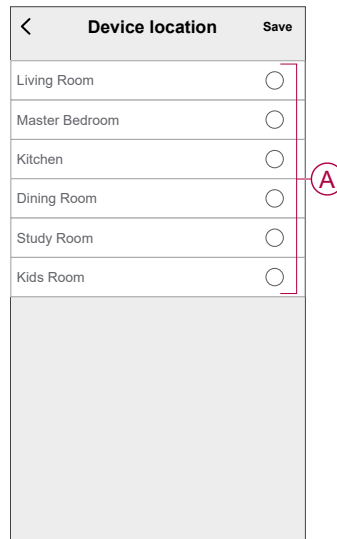 Device location Save
Living Room
Master Bedroom
Kitchen
A
Dining Room
Study Room
Kids Room